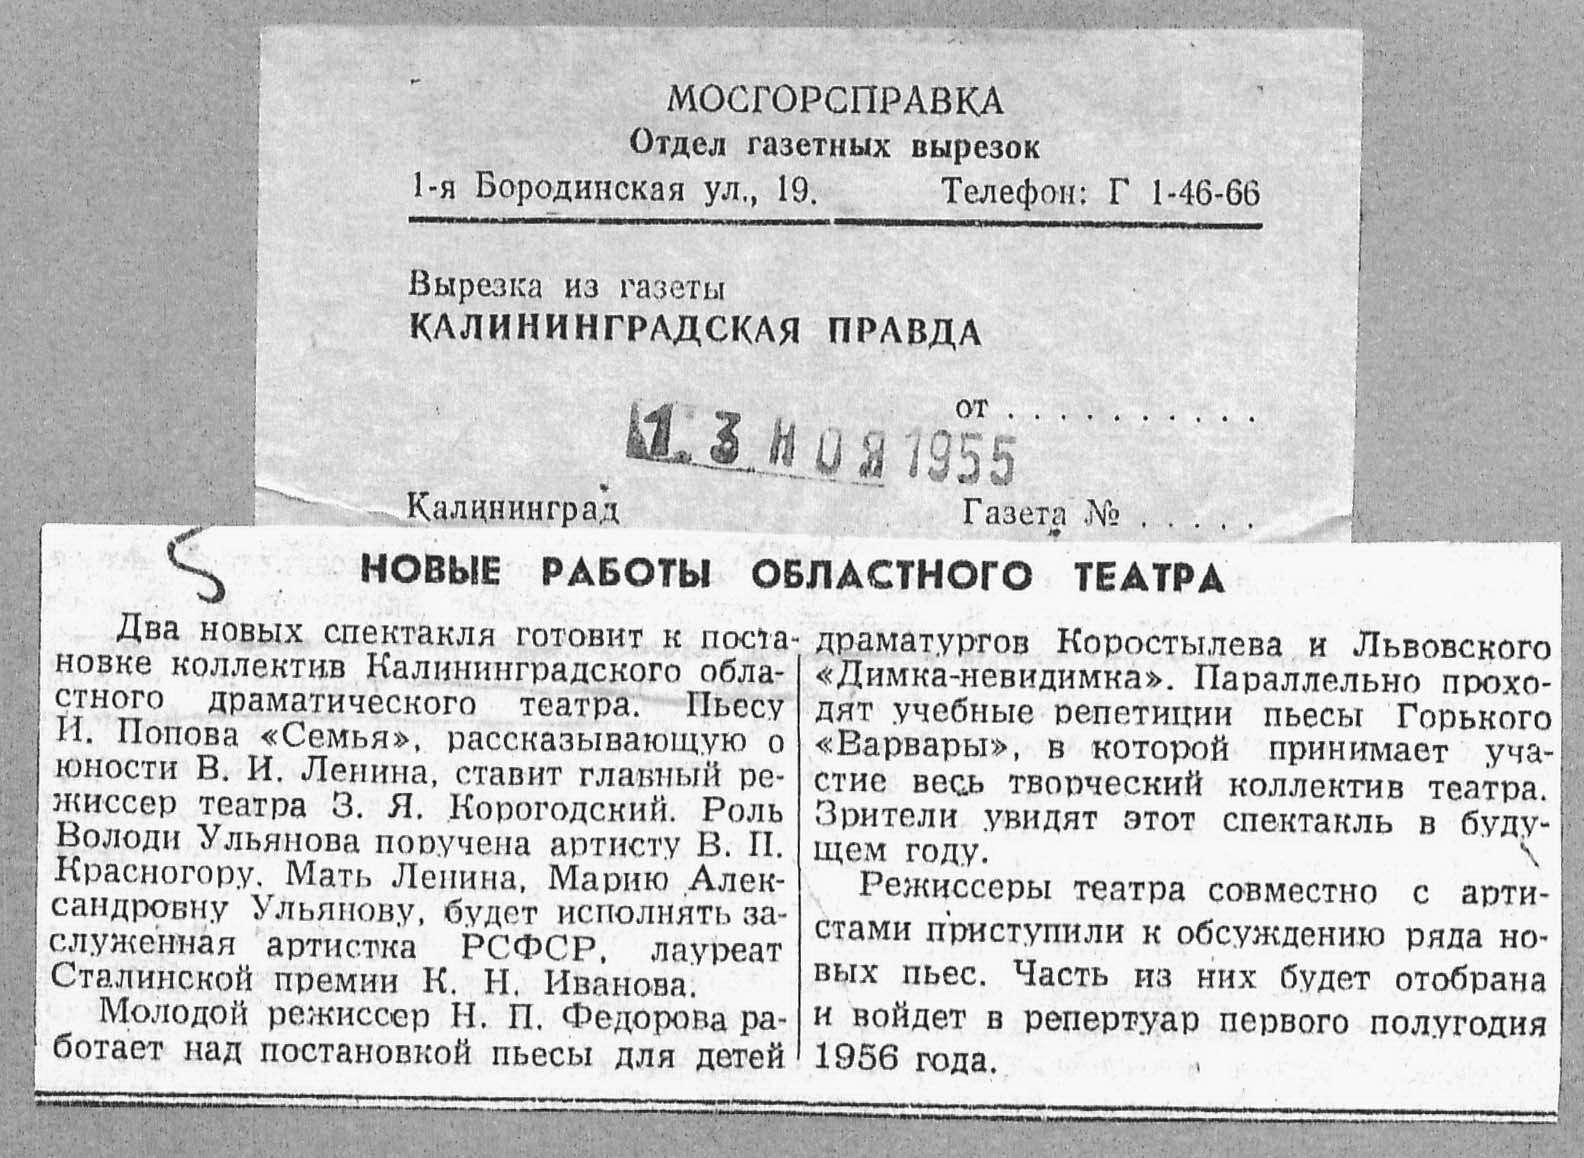 МОСГОРСПРАВКА
Отдел газетных вырезок
1-я Бородинская ул., 19. Телефон: Г 1-46-66
Вырезка из газеты
КАЛИНИНГРАДСКАЯ ПРАВДА
от . . . . . . . . . .
13 НОЯ 1955
Калининград Газета № . . . . .
НОВЫЕ РАБОТЫ ОБЛАСТНОГО ТЕАТРА
Два новых спектакля готовит к поста-
новке коллектив Калининградского обла-
стного драматического театра. Пьесу
И. Попова «Семья», рассказывающую о
юности В. И. Ленина, ставит главный ре-
жиссер театра З. Я. Корогодский. Роль
Володи Ульянова поручена артисту В. П.
Красногору. Мать Ленина, Марию Алек-
сандровну Ульянову, будет исполнять за-
служенная артистка РСФСР, лауреат
Сталинской премии К. Н. Иванова.
Молодой режиссер Н. П. Федорова ра-
ботает над постановкой пьесы для детей
драматургов Коростылева и Львовского
«Димка-невидимка». Параллельно прохо-
дят учебные репетиции пьесы Горького
«Варвары», в которой принимает уча-
стие весь творческий коллектив театра.
Зрители увидят этот спектакль в буду-
щем году.
Режиссеры театра совместно с арти-
стами приступили к обсуждению ряда но-
вых пьес. Часть из них будет отобрана
и войдет в репертуар первого полугодия
1956 года.